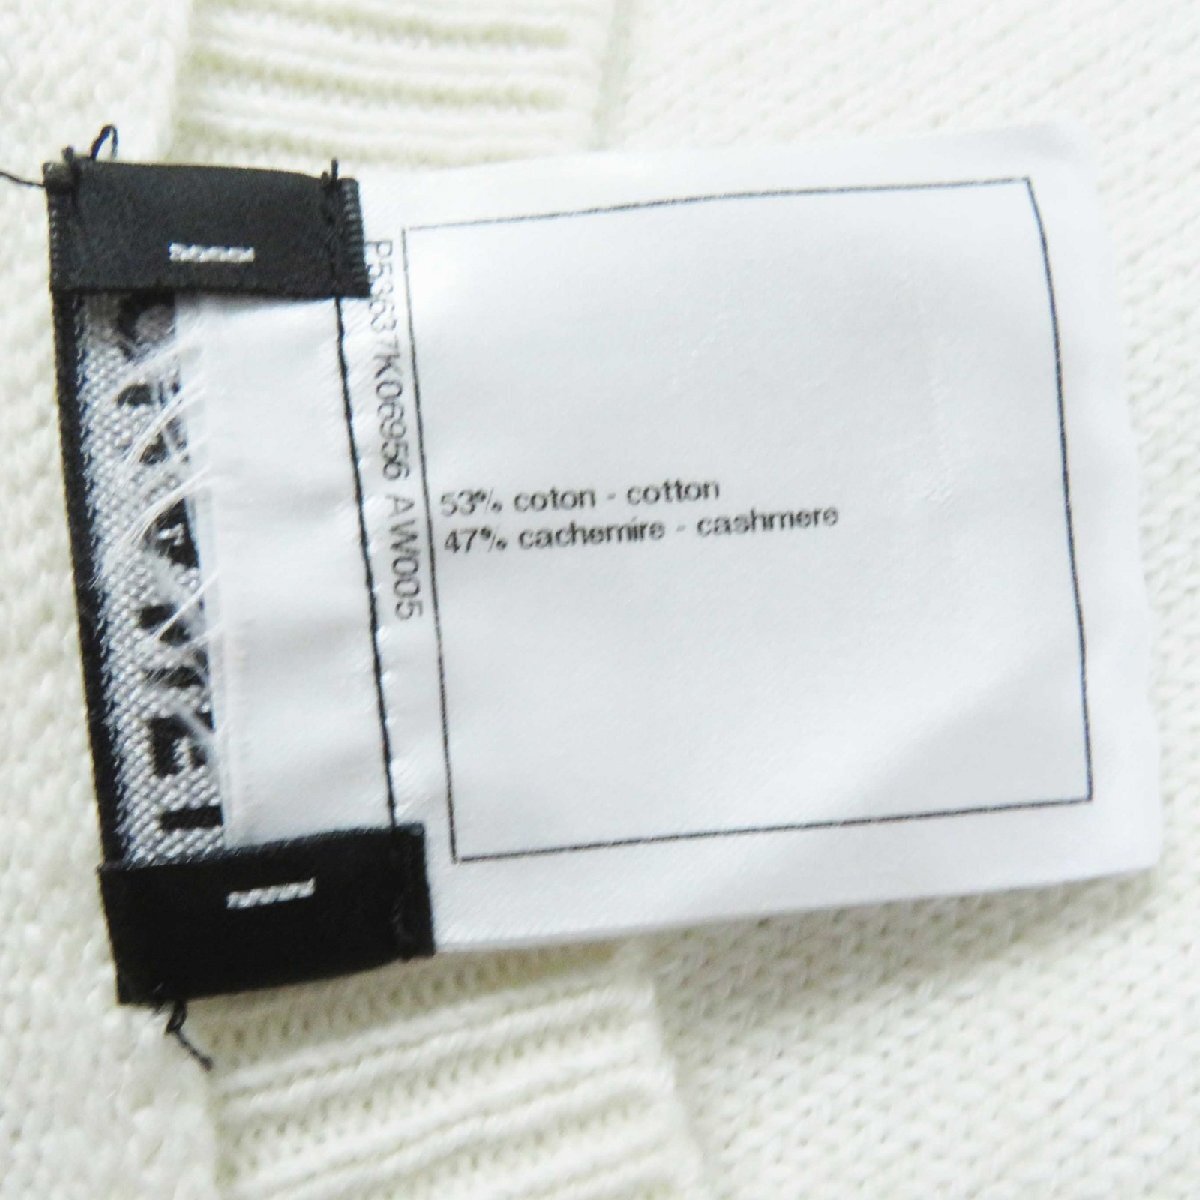 P53637K06956 AW005
53% coton - cotton
47% cachemire - cashmere